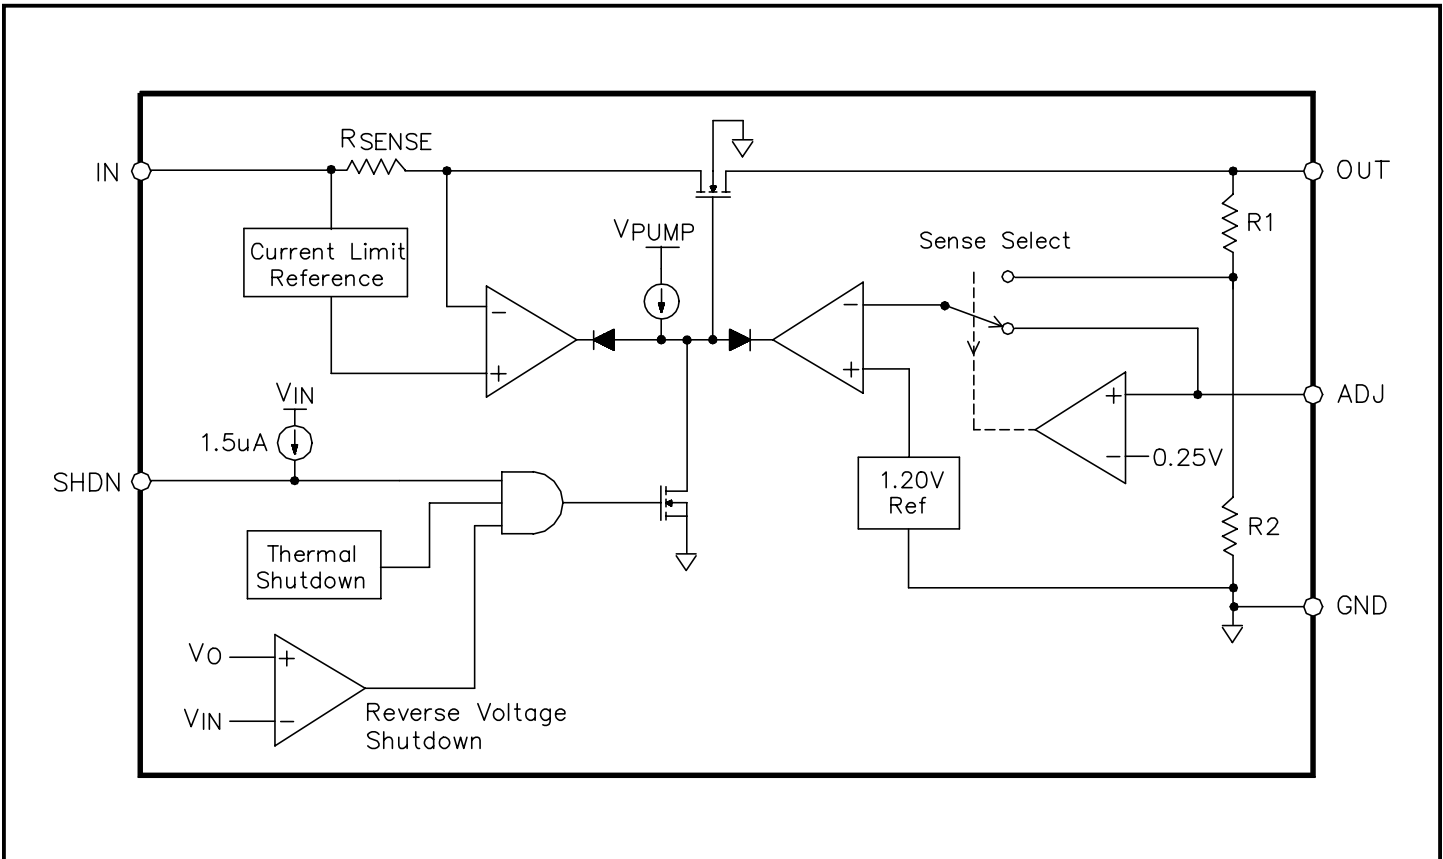 RSENSE
IN
OUT
R1
VPUMP
Sense Select
Current Limit
Reference
-
-
+
+
VIN
+
ADJ
1.5uA
-
0.25V
SHDN
1.20V
Ref
R2
Thermal
Shutdown
GND
VO
+
VIN
-
Reverse Voltage
Shutdown